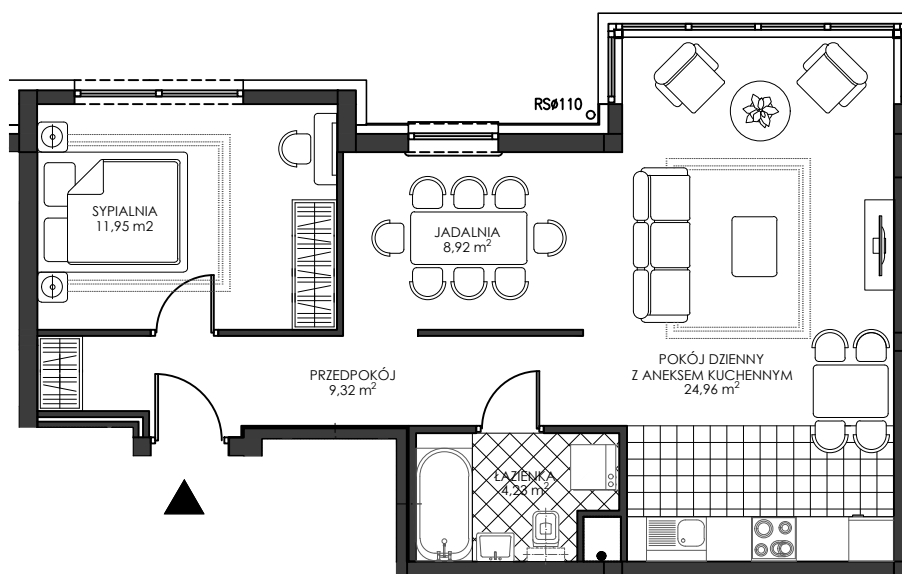 RSø110
SYPIALNIA
11,95 m2
JADALNIA
8,92 m²
PRZEDPOKÓJ
9,32 m²
POKÓJ DZIENNY
Z ANEKSEM KUCHENNYM
24,96 m²
ŁAZIENKA
4,23 m²